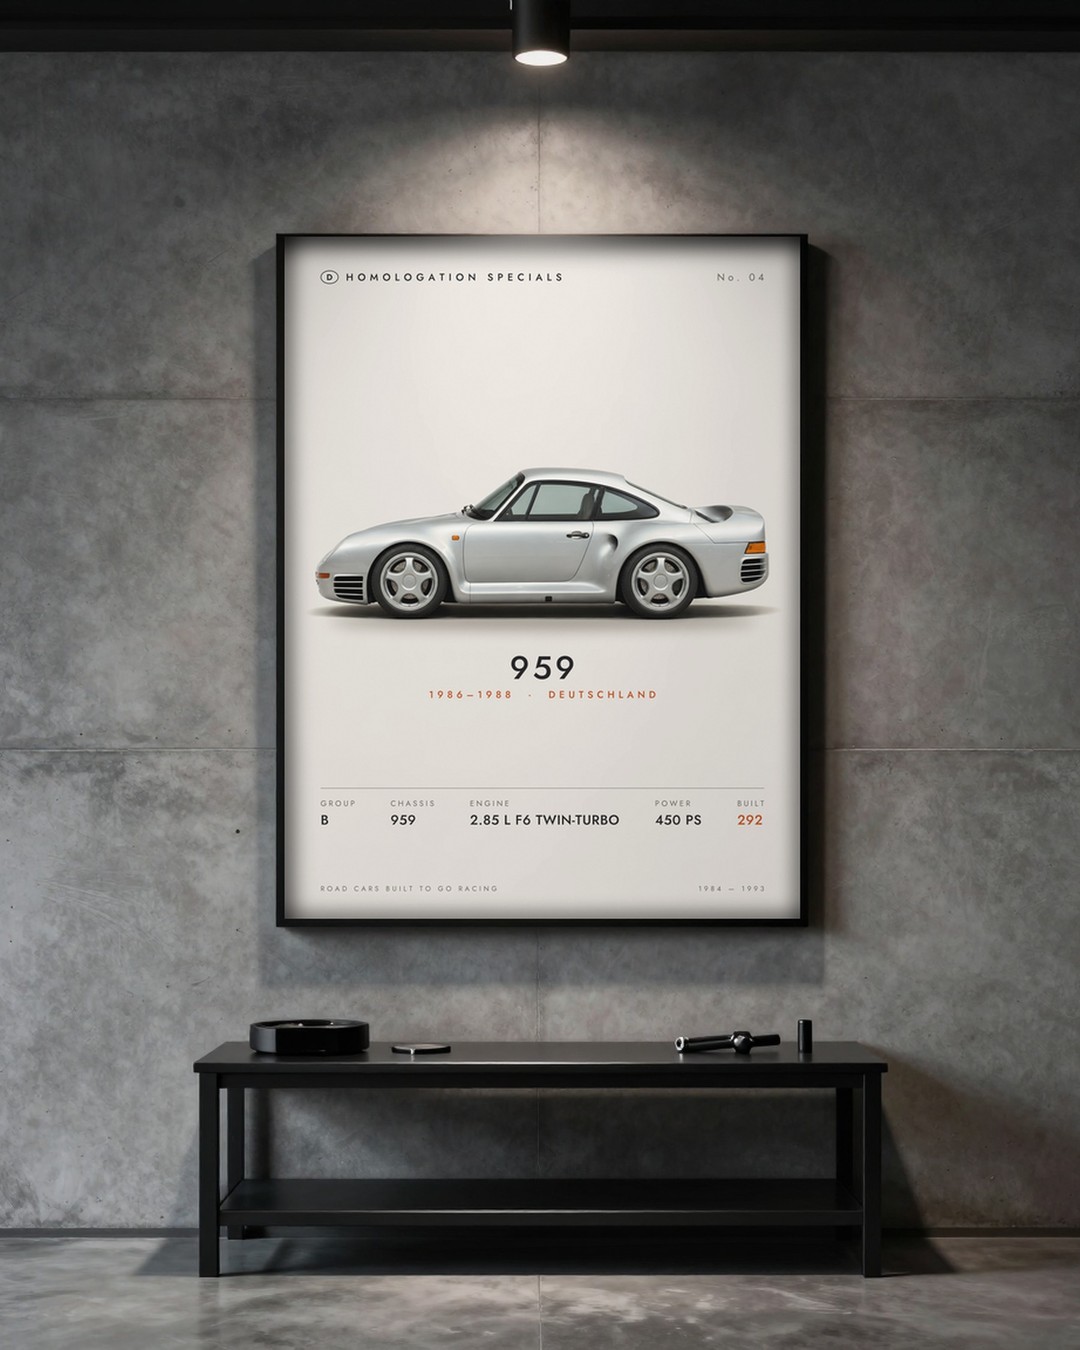 D HOMOLOGATION SPECIALS No. 04
959
1986–1988 · DEUTSCHLAND
GROUP CHASSIS ENGINE POWER BUILT
B 959 2.85 L F6 TWIN-TURBO 450 PS 292
ROAD CARS BUILT TO GO RACING 1984 — 1993